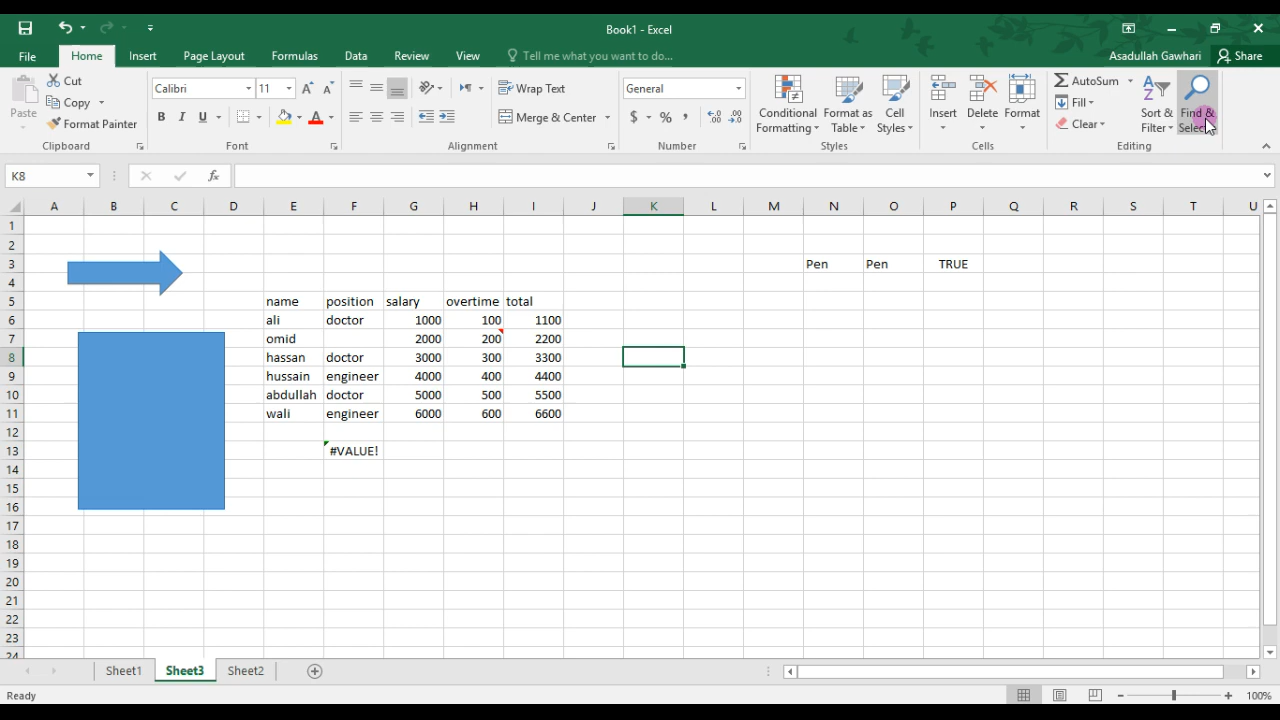 Book1 - Excel
File Home Insert Page Layout Formulas Data Review View Tell me what you want to do... Asadullah Gawhari Share
Paste Cut Copy Format Painter Clipboard
Calibri 11 B I U A Font
Wrap Text Merge & Center Alignment
General $ % , Number
Conditional Formatting Format as Table Cell Styles Styles
Insert Delete Format Cells
AutoSum Fill Clear Sort & Filter Find & Select Editing
K8 fx
A B C D E F G H I J K L M N O P Q R S T U
1
2
3 Pen Pen TRUE
4
5 name position salary overtime total
6 ali doctor 1000 100 1100
7 omid 2000 200 2200
8 hassan doctor 3000 300 3300
9 hussain engineer 4000 400 4400
10 abdullah doctor 5000 500 5500
11 wali engineer 6000 600 6600
12
13 #VALUE!
14
15
16
17
18
19
20
21
22
23
24
Sheet1 Sheet3 Sheet2
Ready 100%